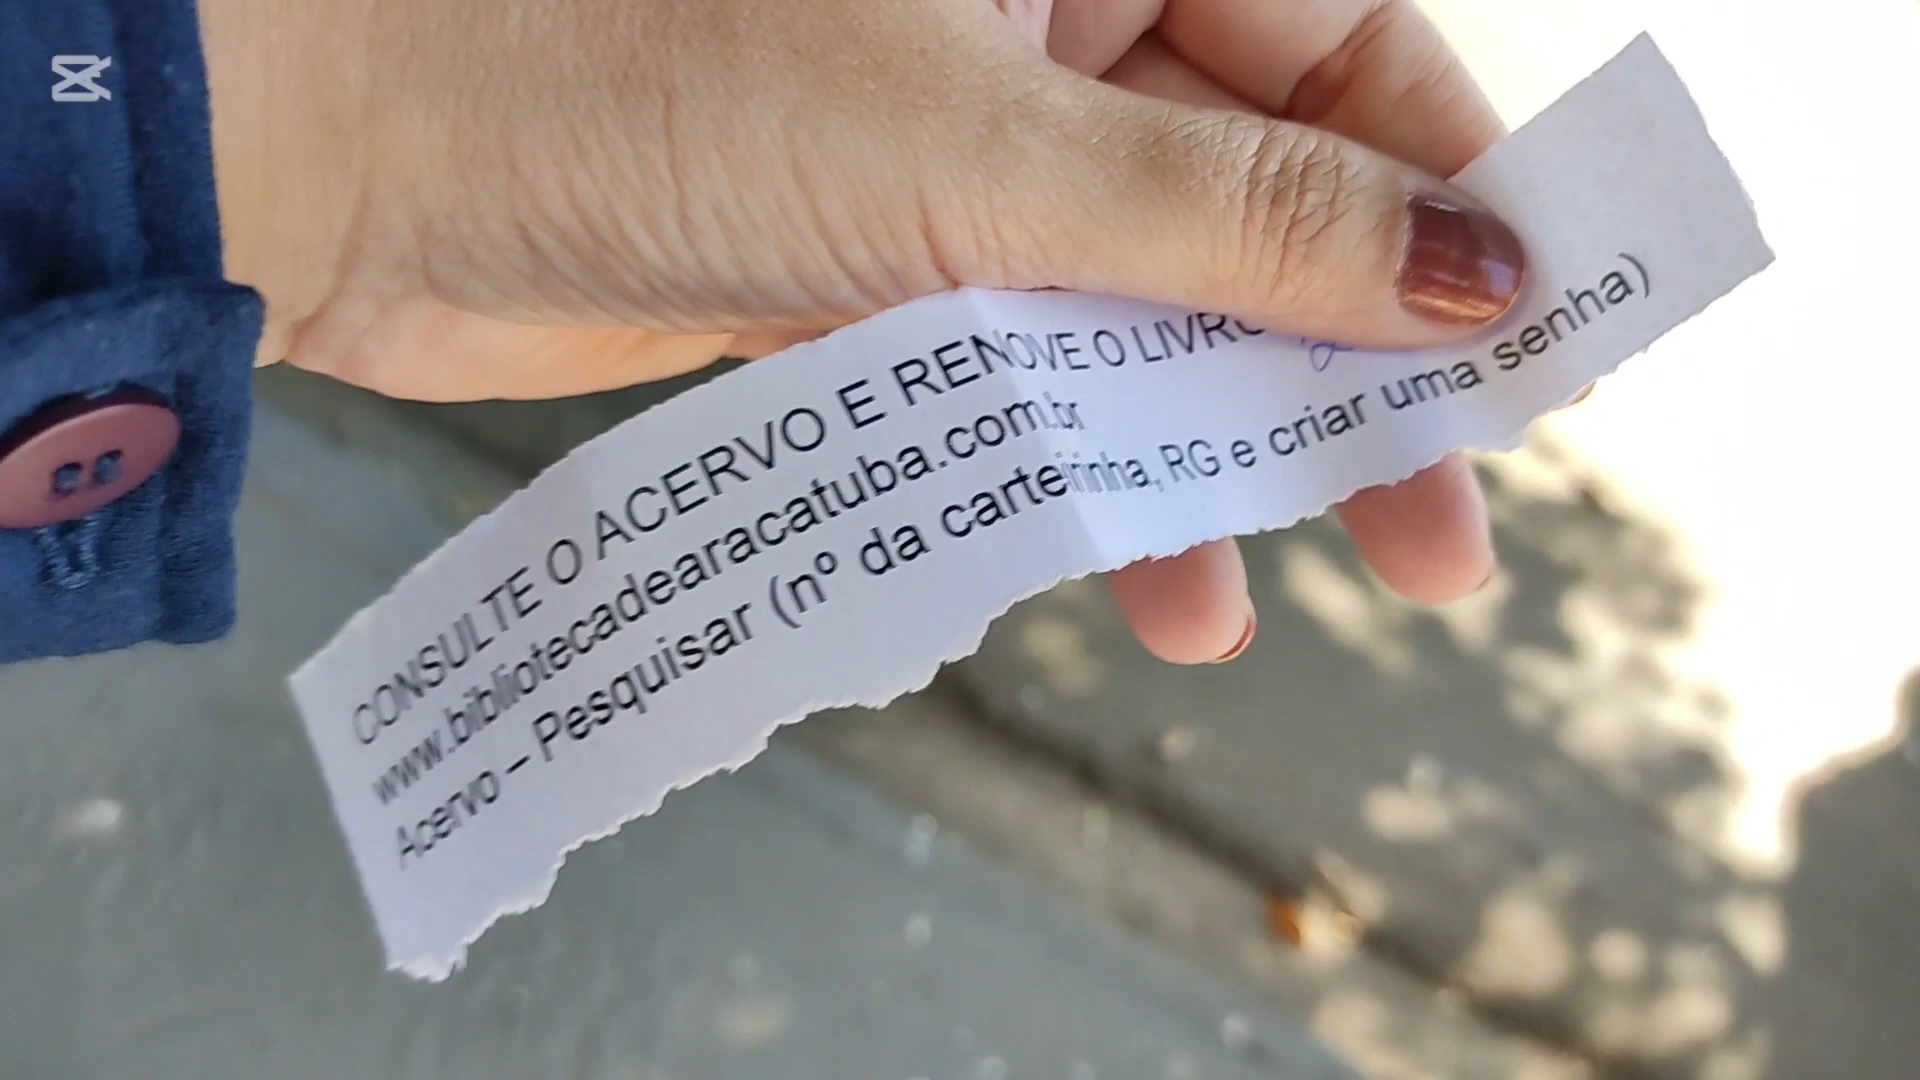 CONSULTE O ACERVO E RENOVE O LIVRO
www.bibliotecadearacatuba.com.br
Acervo – Pesquisar (nº da carteirinha, RG e criar uma senha)